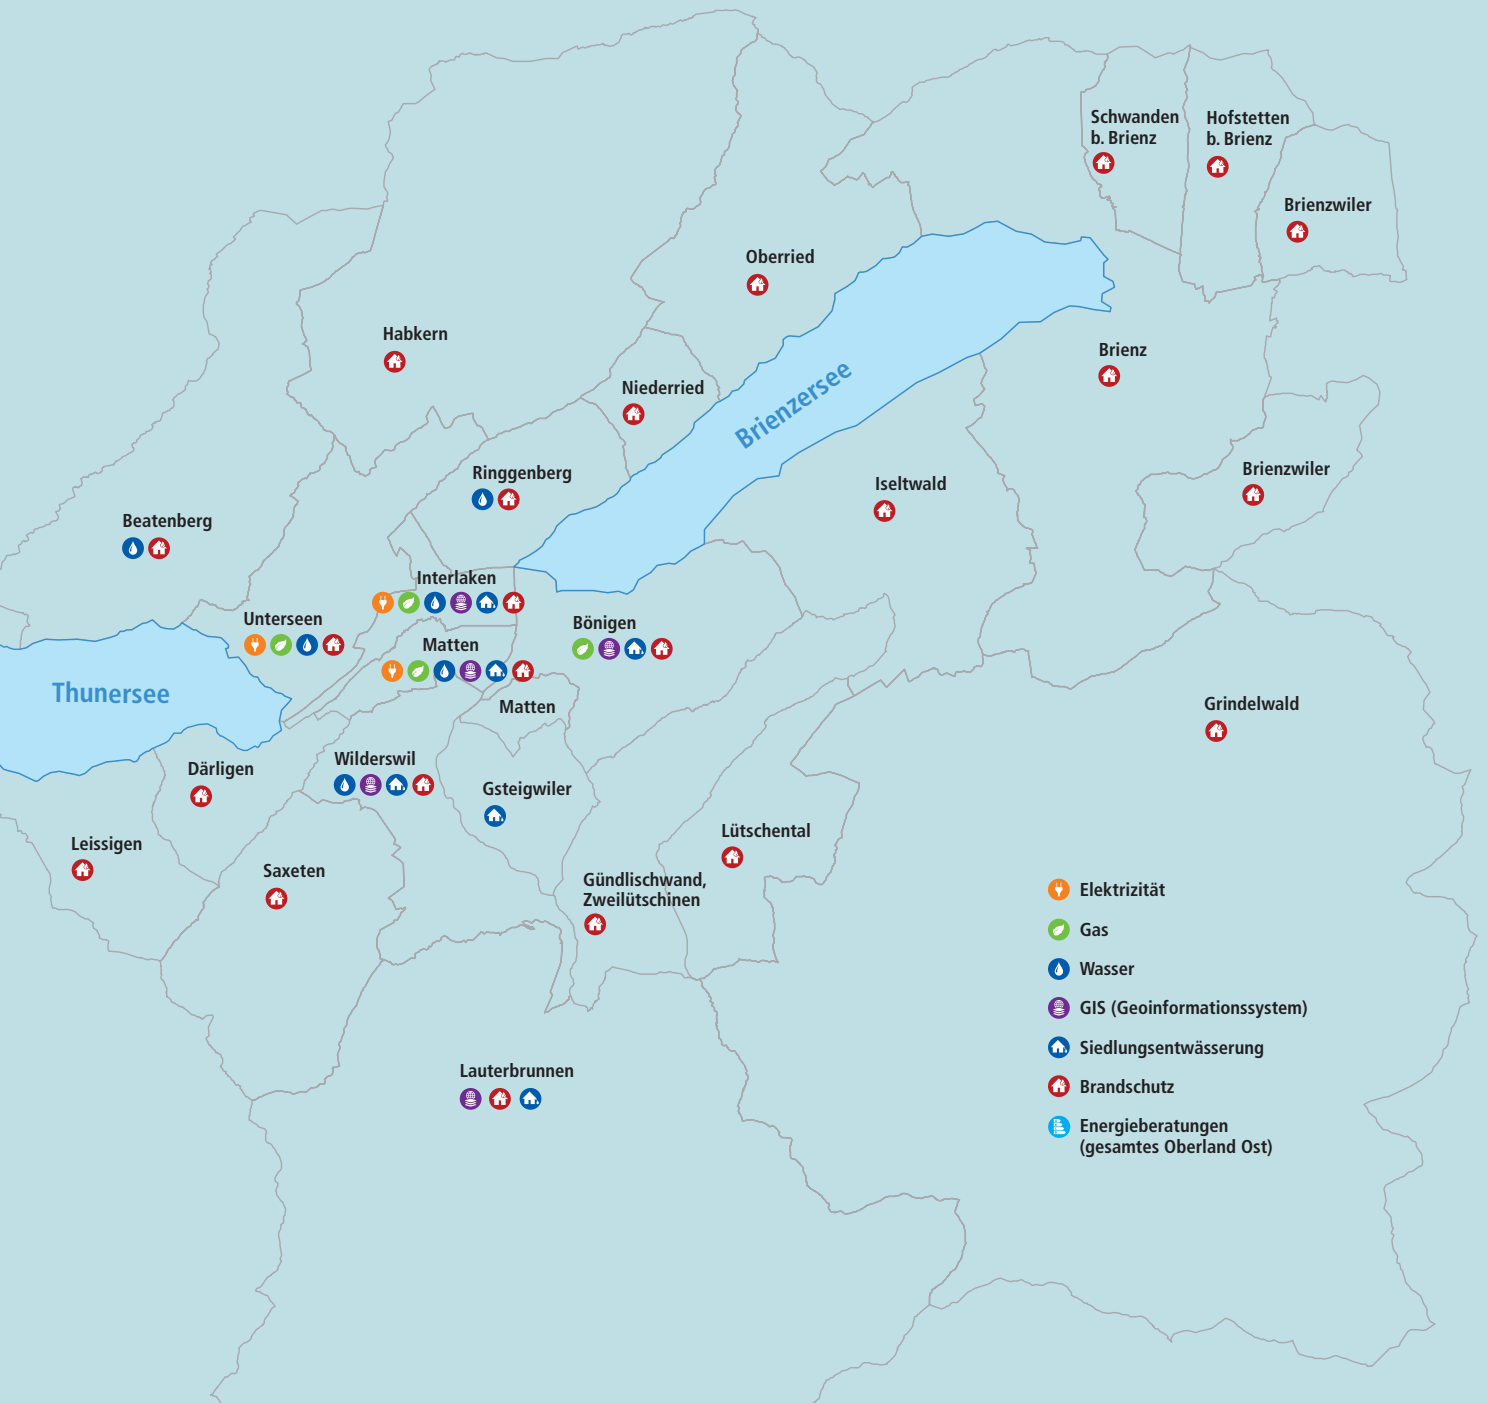 Schwanden
b. Brienz
Hofstetten
b. Brienz
Brienzwiler
Oberried
Habkern
Brienz
Niederried
Brienzersee
Ringgenberg
Iseltwald
Brienzwiler
Beatenberg
Interlaken
Unterseen
Bönigen
Matten
Thunersee
Matten
Grindelwald
Wilderswil
Därligen
Gsteigwiler
Lütschental
Leissigen
Saxeten
Gündlischwand,
Zweilütschinen
Lauterbrunnen
Elektrizität
Gas
Wasser
GIS (Geoinformationssystem)
Siedlungsentwässerung
Brandschutz
Energieberatungen
(gesamtes Oberland Ost)